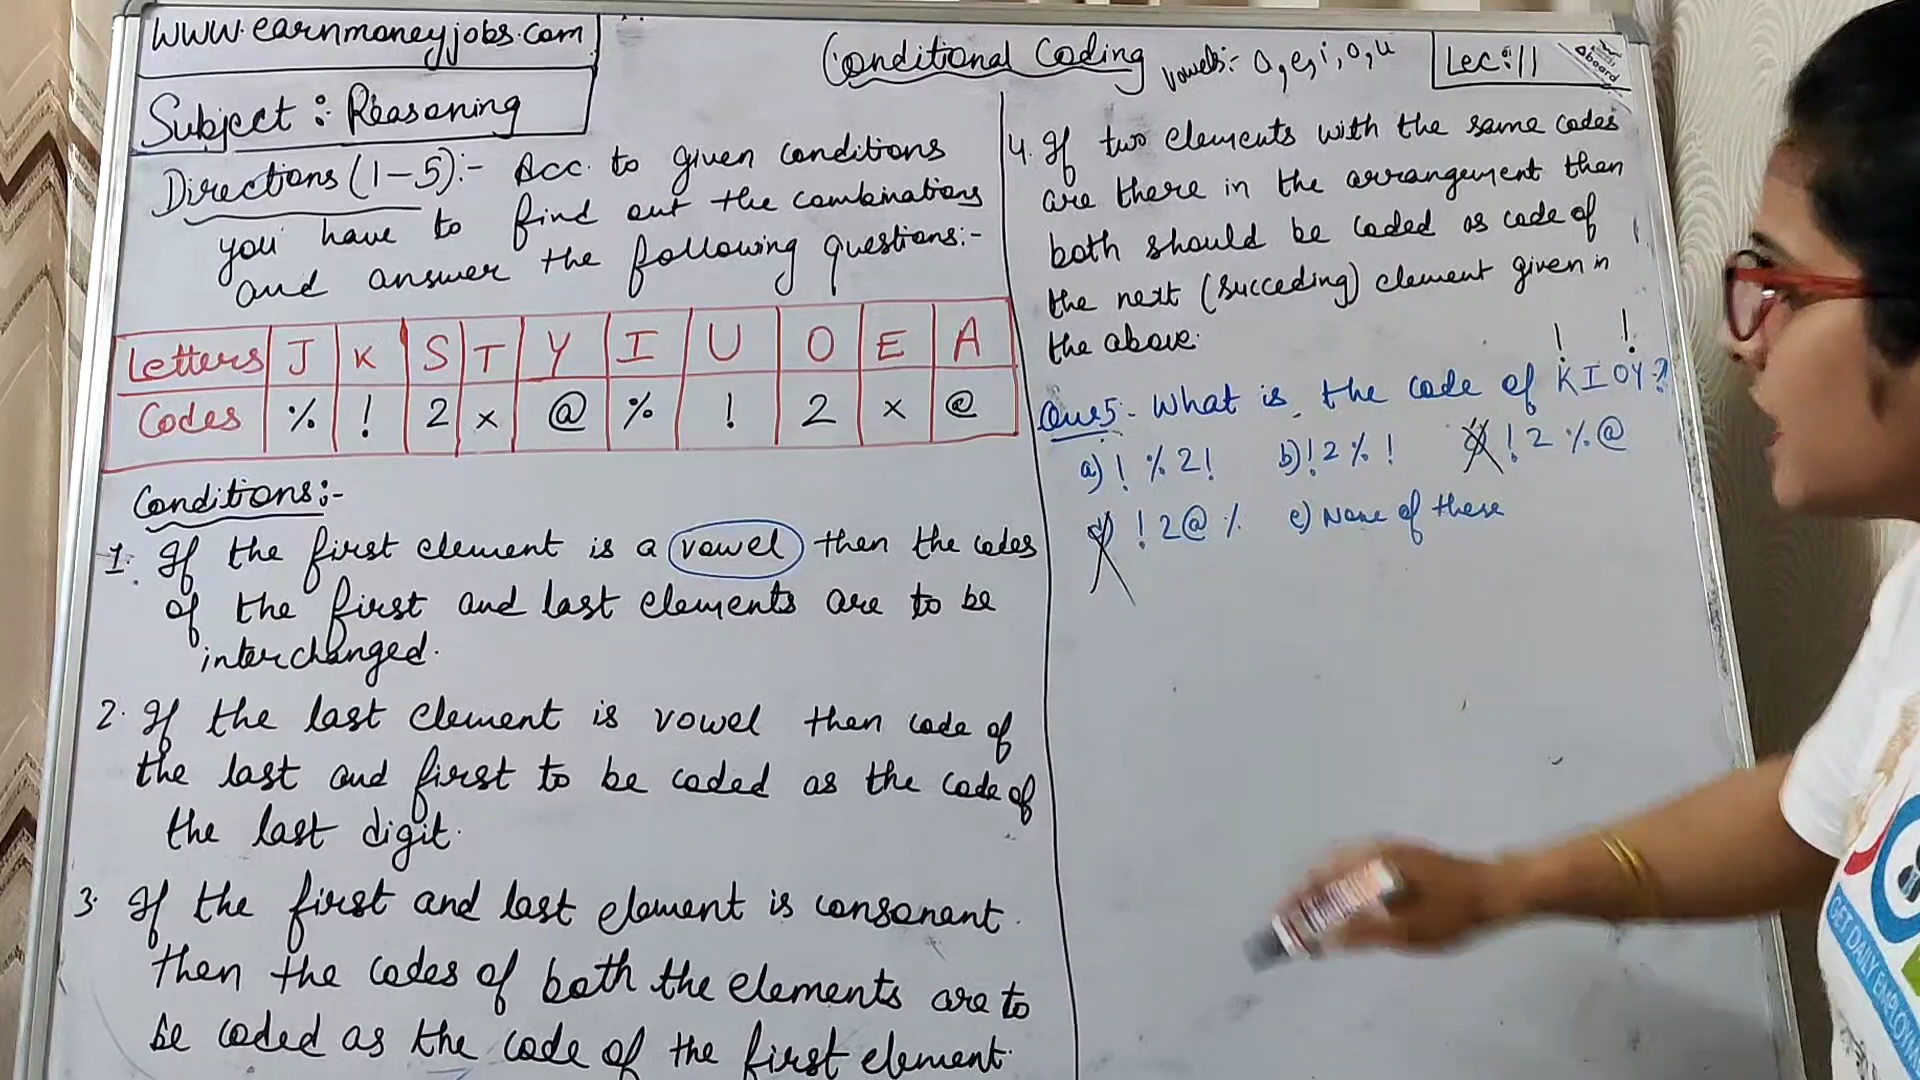 www.earnmoneyjobs.com
Subject : Reasoning
Conditional Coding
vowels:- a, e, i, o, u
Lec:11
Aboard
Directions (1-5):- Acc. to given conditions
you have to find out the combinations
and answer the following questions:-
Letters J K S T Y I U O E A
Codes % ! 2 × @ % ! 2 × @
Conditions:-
1. If the first element is a vowel then the codes
of the first and last elements are to be
interchanged.
2. If the last element is vowel then code of
the last and first to be coded as the code of
the last digit.
3. If the first and last element is consonant
then the codes of both the elements are to
be coded as the code of the first element.
4. If two elements with the same codes
are there in the arrangement then
both should be coded as code of
the next (succeding) element given in
the above.
! !
Ques 5. What is the code of KIOY?
a) ! % 2 ! b) ! 2 % ! c) ! 2 % @
d) ! 2 @ % e) None of these
GET DAILY EMPLOYM